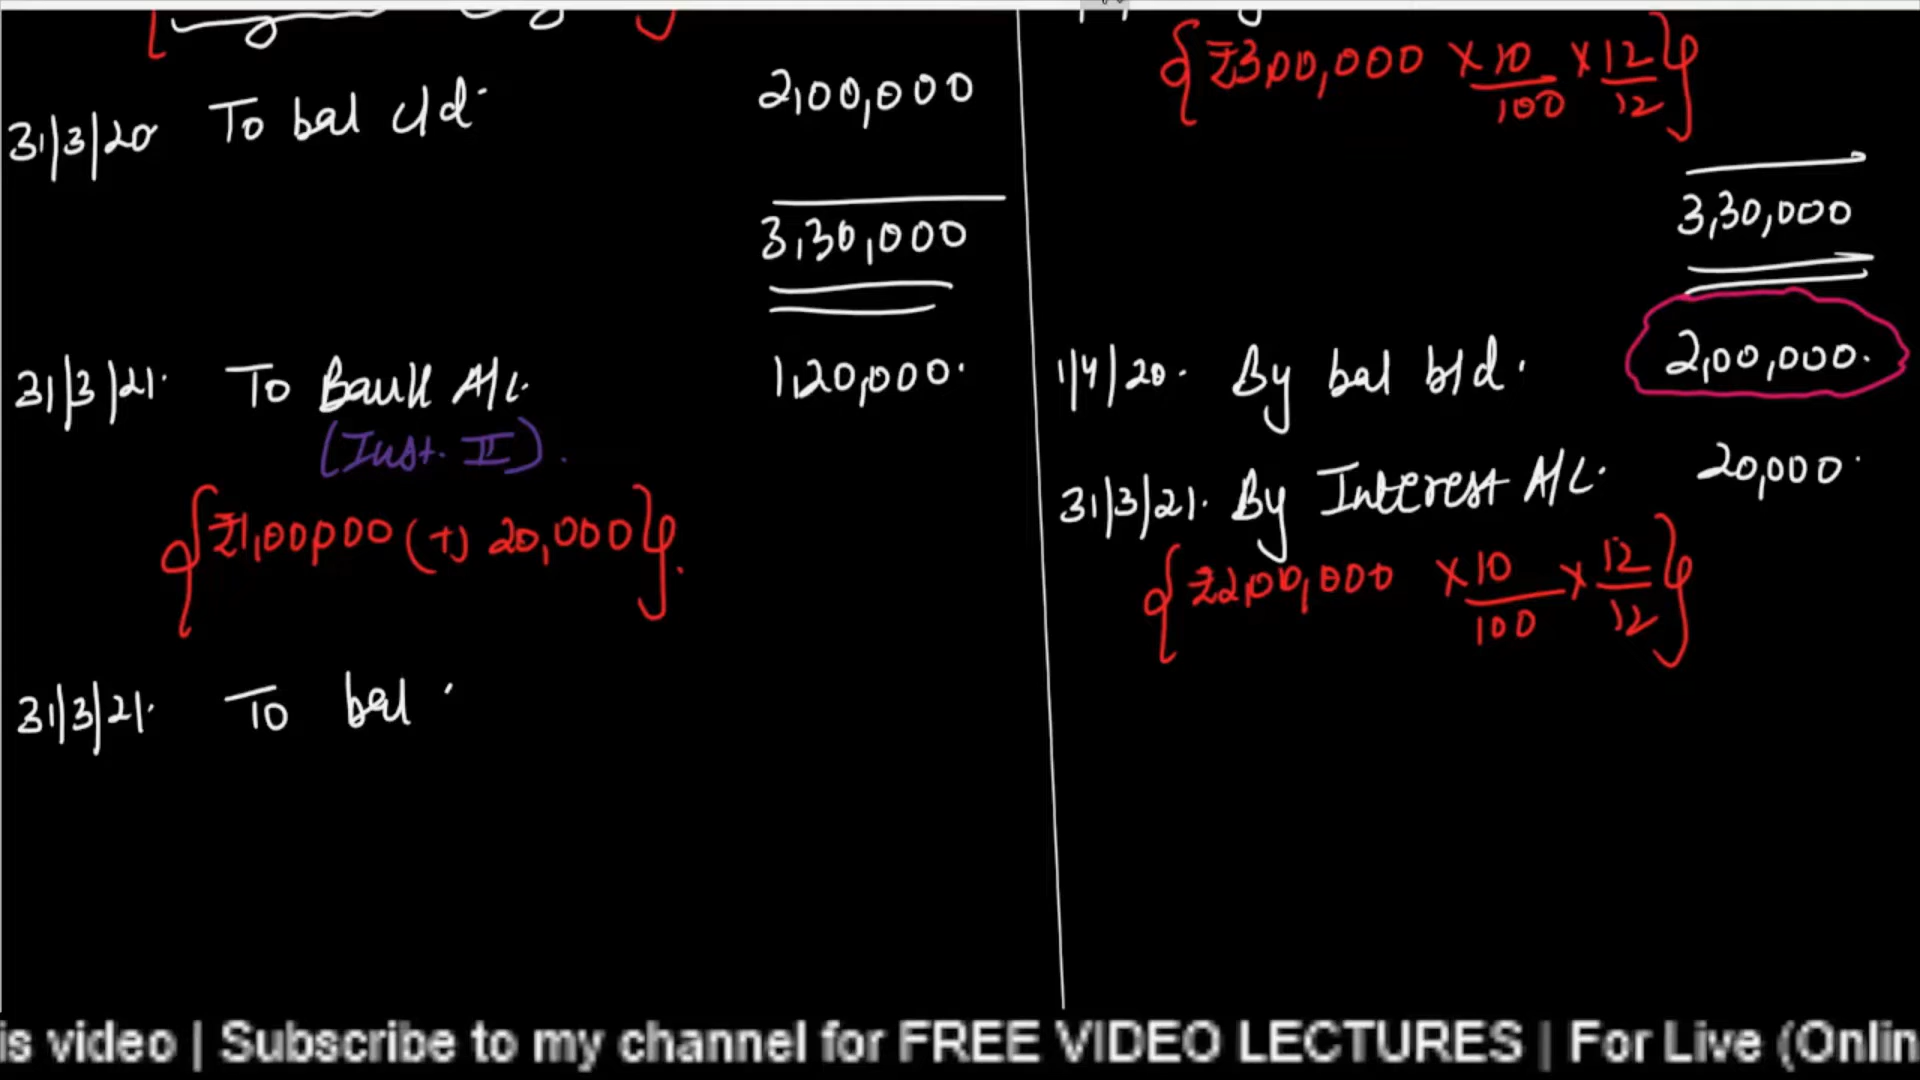 {₹3,00,000 × 10/100 × 12/12}
31/3/20 To bal c/d. 2,00,000
3,30,000 3,30,000
31/3/21. To Bank A/c. 1,20,000.
(Inst. II).
{₹1,00,000 (+) 20,000}.
31/3/21. To bal
1/4/20. By bal b/d. 2,00,000.
31/3/21. By Interest A/c. 20,000.
{₹2,00,000 × 10/100 × 12/12}
is video | Subscribe to my channel for FREE VIDEO LECTURES | For Live (Onlin